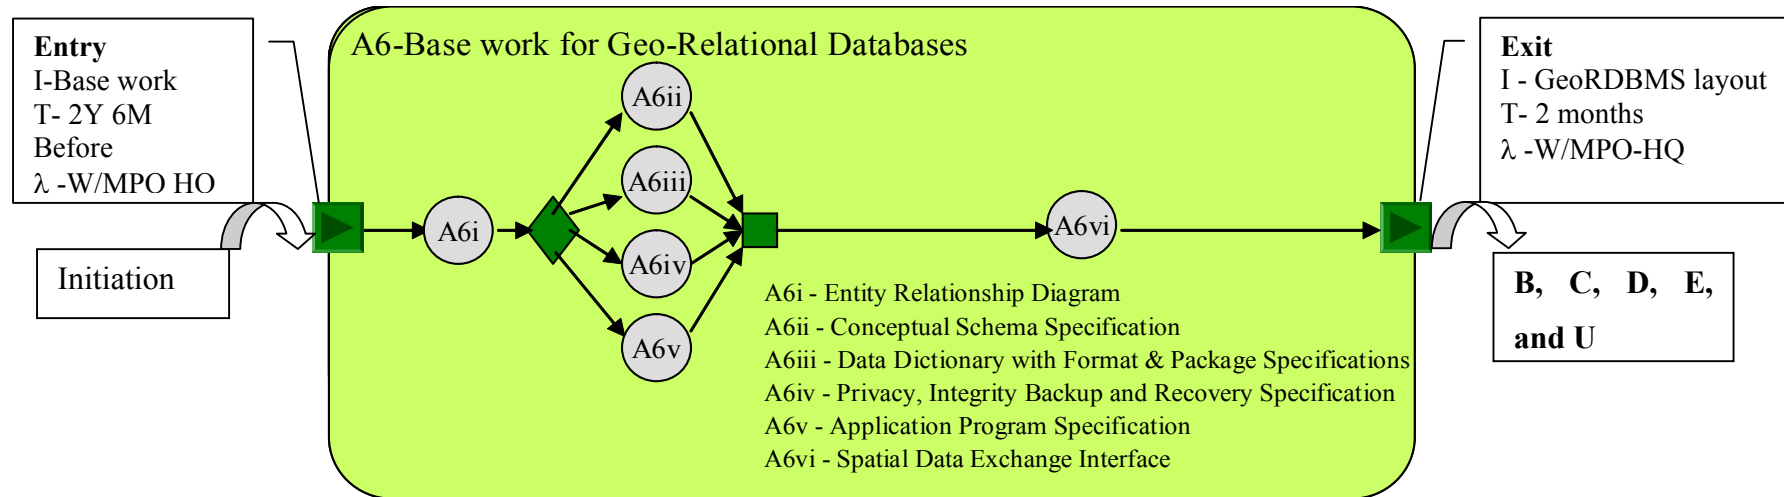 Entry
I-Base work
T- 2Y 6M
Before
λ -W/MPO HO
Initiation
A6-Base work for Geo-Relational Databases
A6i
A6ii
A6iii
A6iv
A6v
A6vi
A6i - Entity Relationship Diagram
A6ii - Conceptual Schema Specification
A6iii - Data Dictionary with Format & Package Specifications
A6iv - Privacy, Integrity Backup and Recovery Specification
A6v - Application Program Specification
A6vi - Spatial Data Exchange Interface
Exit
I - GeoRDBMS layout
T- 2 months
λ -W/MPO-HQ
B, C, D, E,
and U